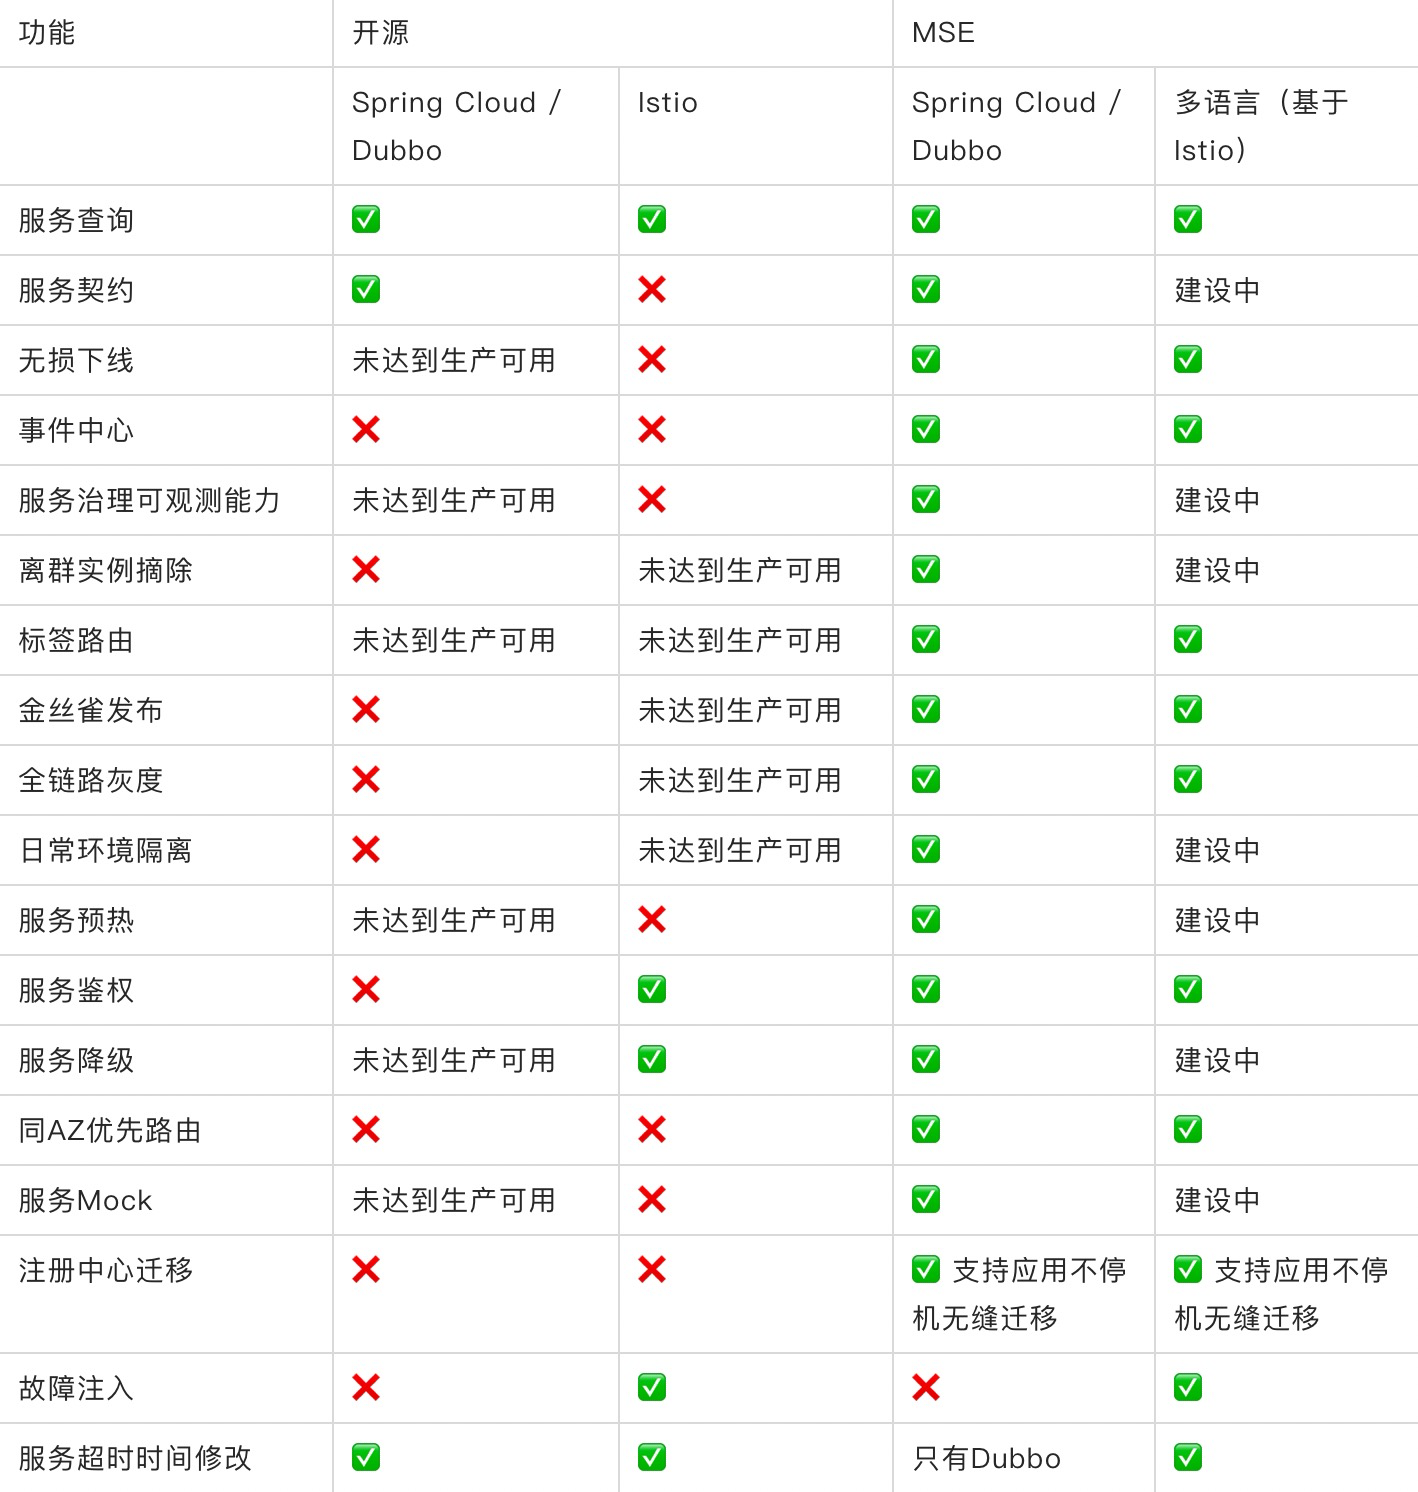 功能 开源 MSE
Spring Cloud / Istio Spring Cloud / 多语言（基于
Dubbo Dubbo Istio）
服务查询 ✅ ✅ ✅ ✅
服务契约 ✅ ❌ ✅ 建设中
无损下线 未达到生产可用 ❌ ✅ ✅
事件中心 ❌ ❌ ✅ ✅
服务治理可观测能力 未达到生产可用 ❌ ✅ 建设中
离群实例摘除 ❌ 未达到生产可用 ✅ 建设中
标签路由 未达到生产可用 未达到生产可用 ✅ ✅
金丝雀发布 ❌ 未达到生产可用 ✅ ✅
全链路灰度 ❌ 未达到生产可用 ✅ ✅
日常环境隔离 ❌ 未达到生产可用 ✅ 建设中
服务预热 未达到生产可用 ❌ ✅ 建设中
服务鉴权 ❌ ✅ ✅ ✅
服务降级 未达到生产可用 ✅ ✅ 建设中
同AZ优先路由 ❌ ❌ ✅ ✅
服务Mock 未达到生产可用 ❌ ✅ 建设中
注册中心迁移 ❌ ❌ ✅ 支持应用不停 ✅ 支持应用不停
机无缝迁移 机无缝迁移
故障注入 ❌ ✅ ❌ ✅
服务超时时间修改 ✅ ✅ 只有Dubbo ✅